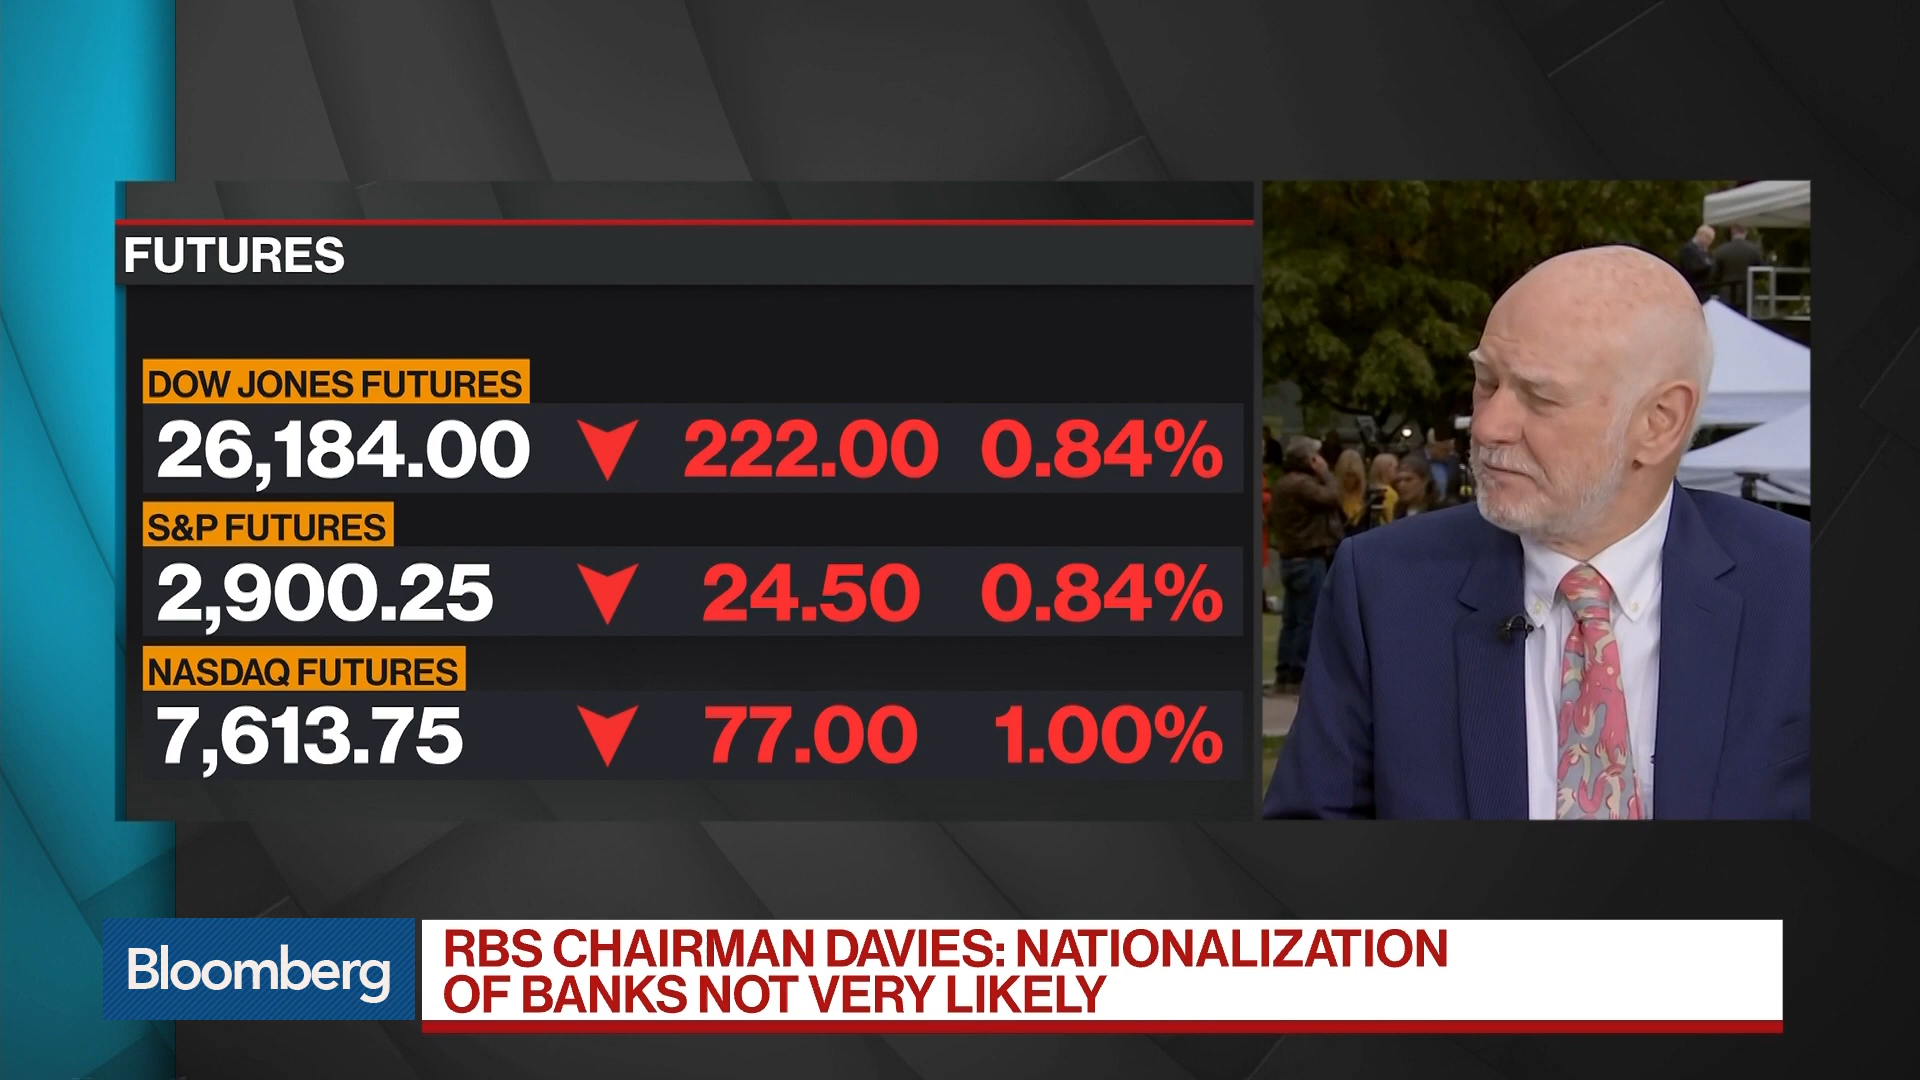 FUTURES
DOW JONES FUTURES
26,184.00 222.00 0.84%
S&P FUTURES
2,900.25 24.50 0.84%
NASDAQ FUTURES
7,613.75 77.00 1.00%
Bloomberg
RBS CHAIRMAN DAVIES: NATIONALIZATION
OF BANKS NOT VERY LIKELY